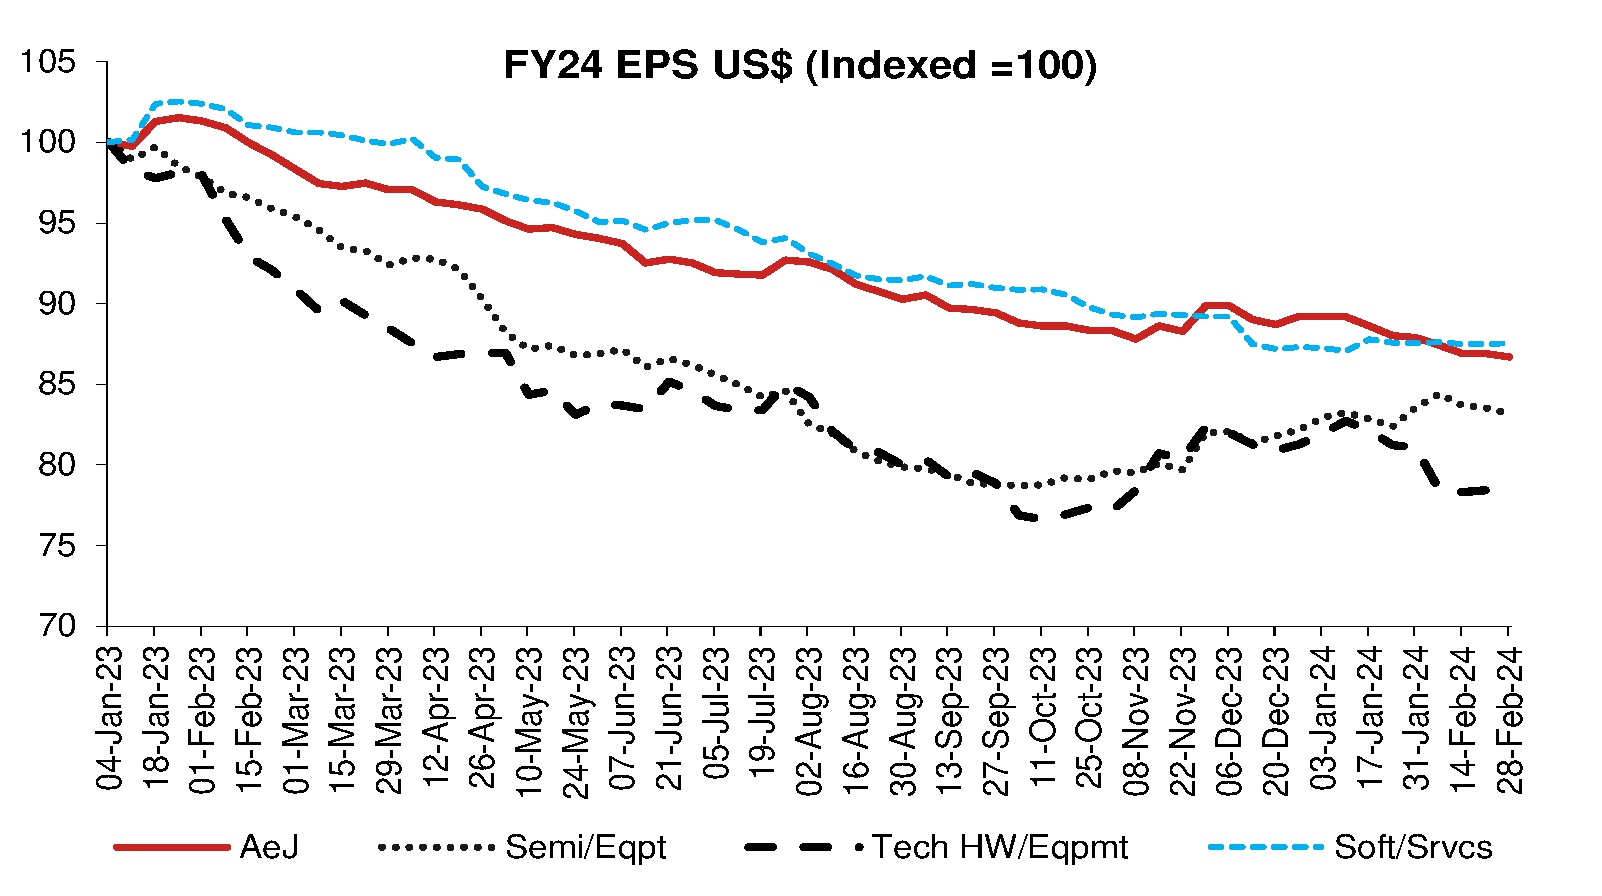 FY24 EPS US$ (Indexed =100)
105
100
95
90
85
80
75
70
04-Jan-23
18-Jan-23
01-Feb-23
15-Feb-23
01-Mar-23
15-Mar-23
29-Mar-23
12-Apr-23
26-Apr-23
10-May-23
24-May-23
07-Jun-23
21-Jun-23
05-Jul-23
19-Jul-23
02-Aug-23
16-Aug-23
30-Aug-23
13-Sep-23
27-Sep-23
11-Oct-23
25-Oct-23
08-Nov-23
22-Nov-23
06-Dec-23
20-Dec-23
03-Jan-24
17-Jan-24
31-Jan-24
14-Feb-24
28-Feb-24
AeJ
Semi/Eqpt
Tech HW/Eqpmt
Soft/Srvcs